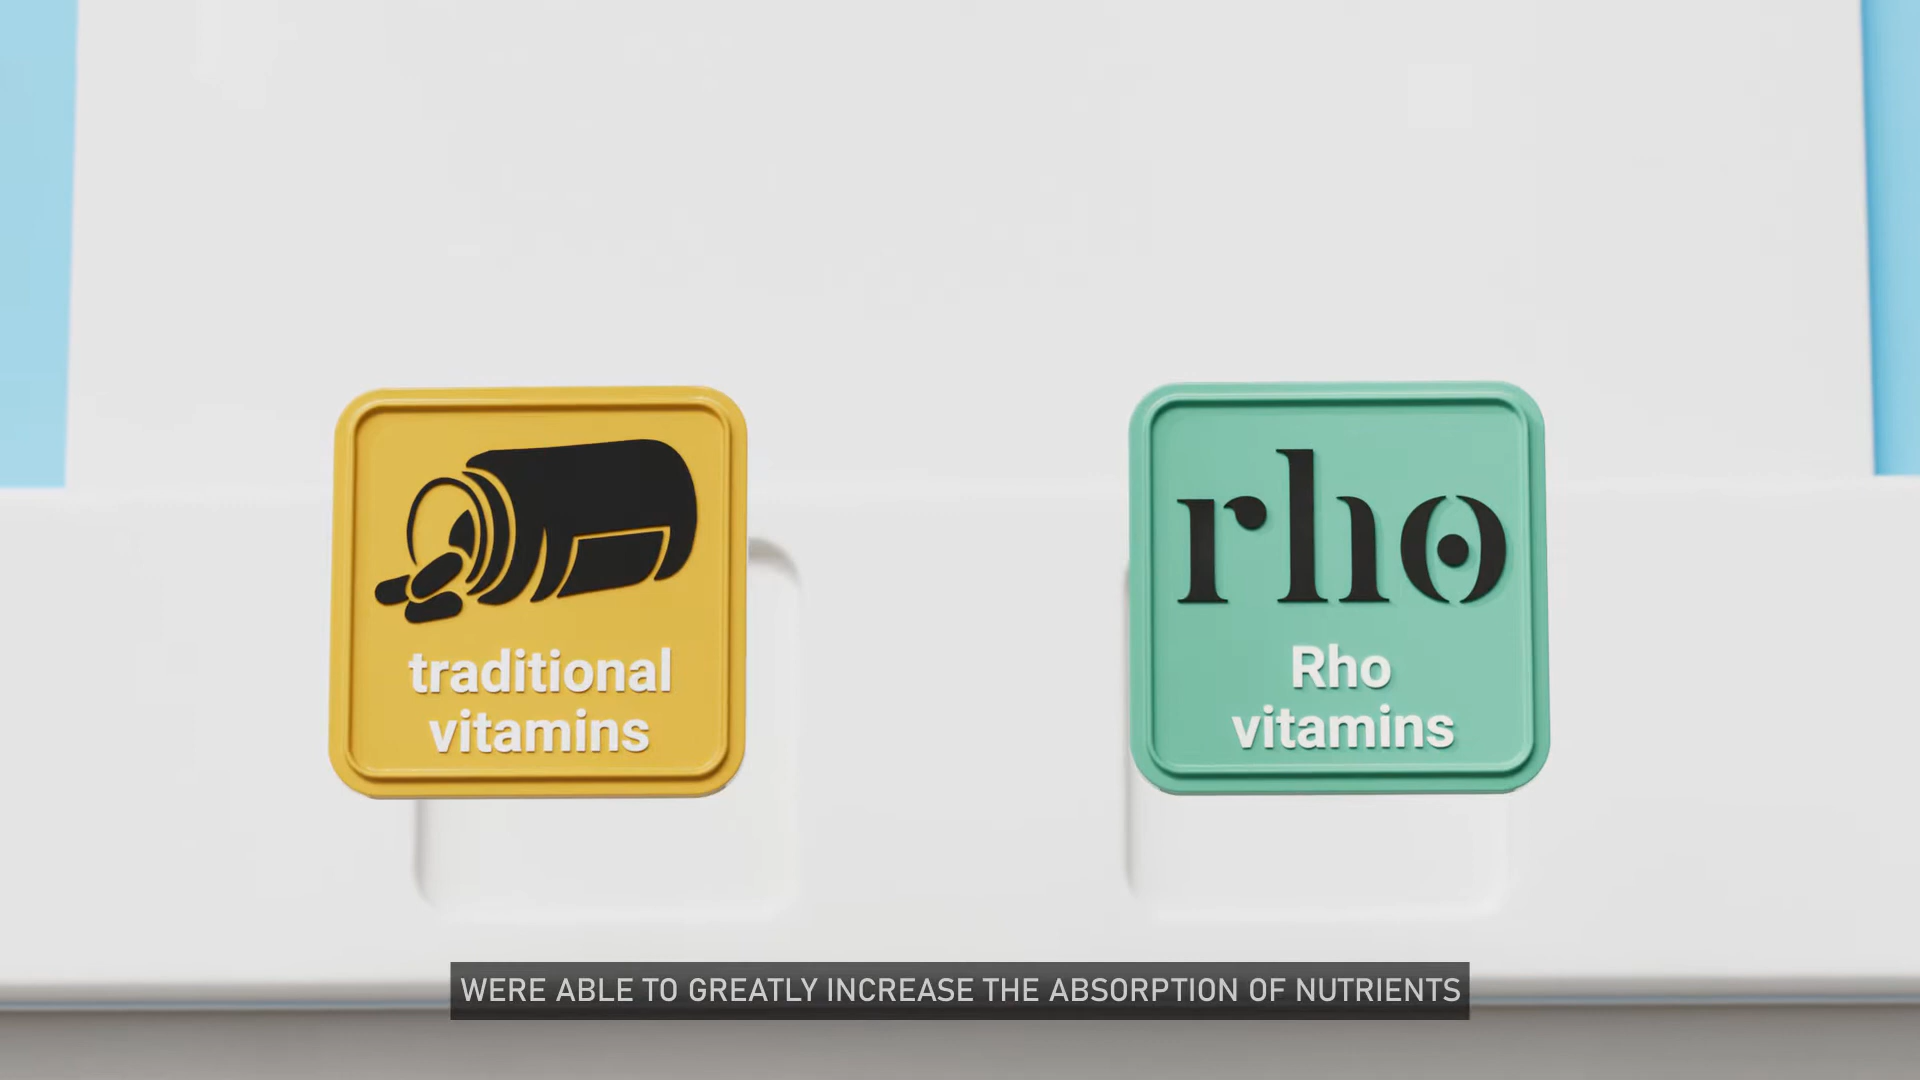 traditional
vitamins
rho
Rho
vitamins
WERE ABLE TO GREATLY INCREASE THE ABSORPTION OF NUTRIENTS